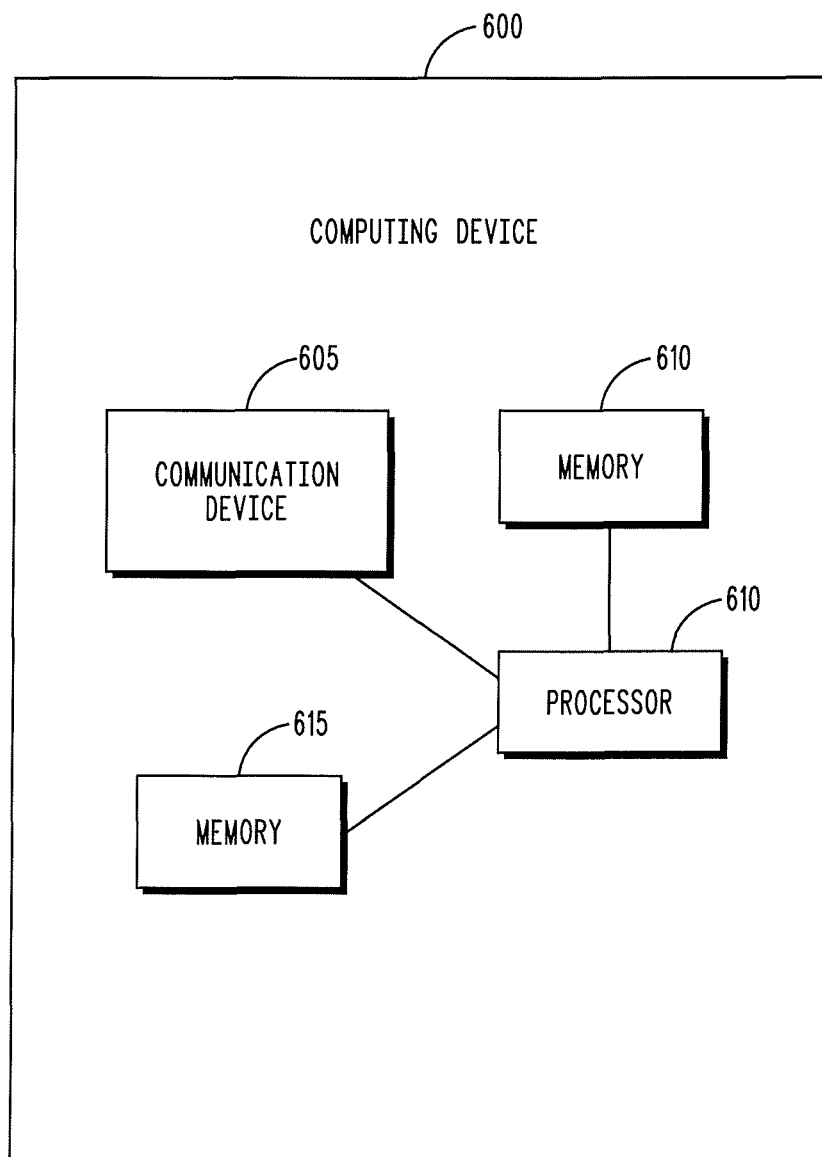 600
COMPUTING DEVICE
605
610
COMMUNICATION
DEVICE
MEMORY
610
PROCESSOR
615
MEMORY